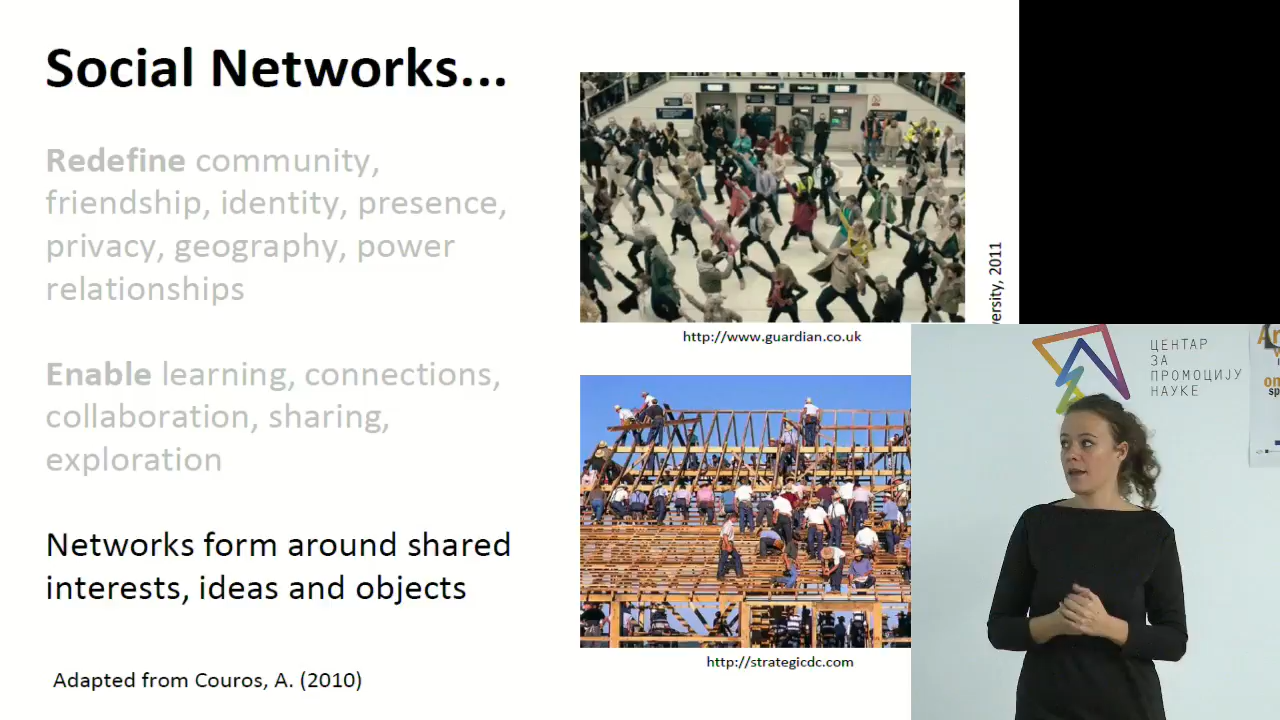 Social Networks...
Redefine community,
friendship, identity, presence,
privacy, geography, power
relationships
Enable learning, connections,
collaboration, sharing,
exploration
Networks form around shared
interests, ideas and objects
Adapted from Couros, A. (2010)
http://www.guardian.co.uk
http://strategicdc.com
2011
ЦЕНТАР
ЗА
ПРОМОЦИЈУ
НАУКЕ